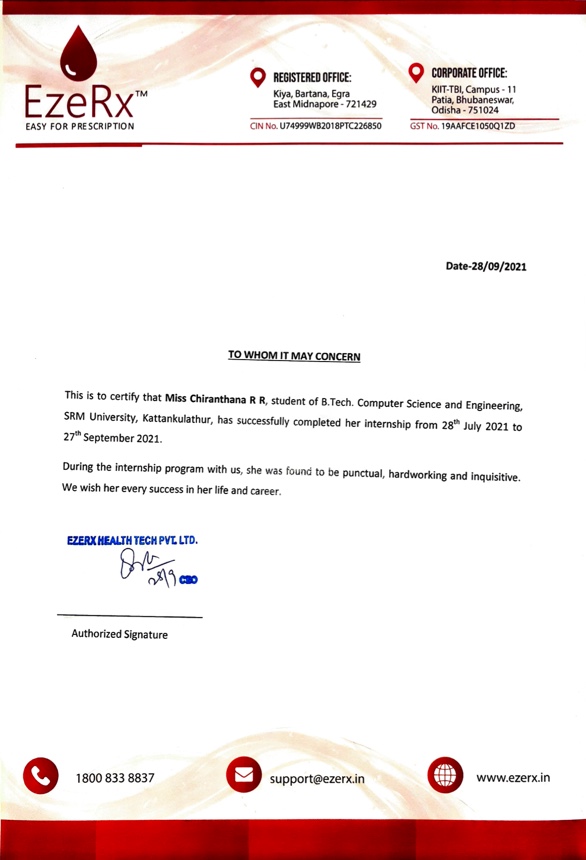 EzeRx™
EASY FOR PRESCRIPTION
REGISTERED OFFICE:
Kiya, Bartana, Egra
East Midnapore - 721429
CIN No. U74999WB2018PTC226850
CORPORATE OFFICE:
KIIT-TBI, Campus - 11
Patia, Bhubaneswar,
Odisha - 751024
GST No. 19AAFCE1050Q1ZD
Date-28/09/2021
TO WHOM IT MAY CONCERN
This is to certify that Miss Chiranthana R R, student of B.Tech. Computer Science and Engineering,
SRM University, Kattankulathur, has successfully completed her internship from 28th July 2021 to
27th September 2021.
During the internship program with us, she was found to be punctual, hardworking and inquisitive.
We wish her every success in her life and career.
EZERX HEALTH TECH PVT. LTD.
28/9
Authorized Signature
1800 833 8837
support@ezerx.in
www.ezerx.in